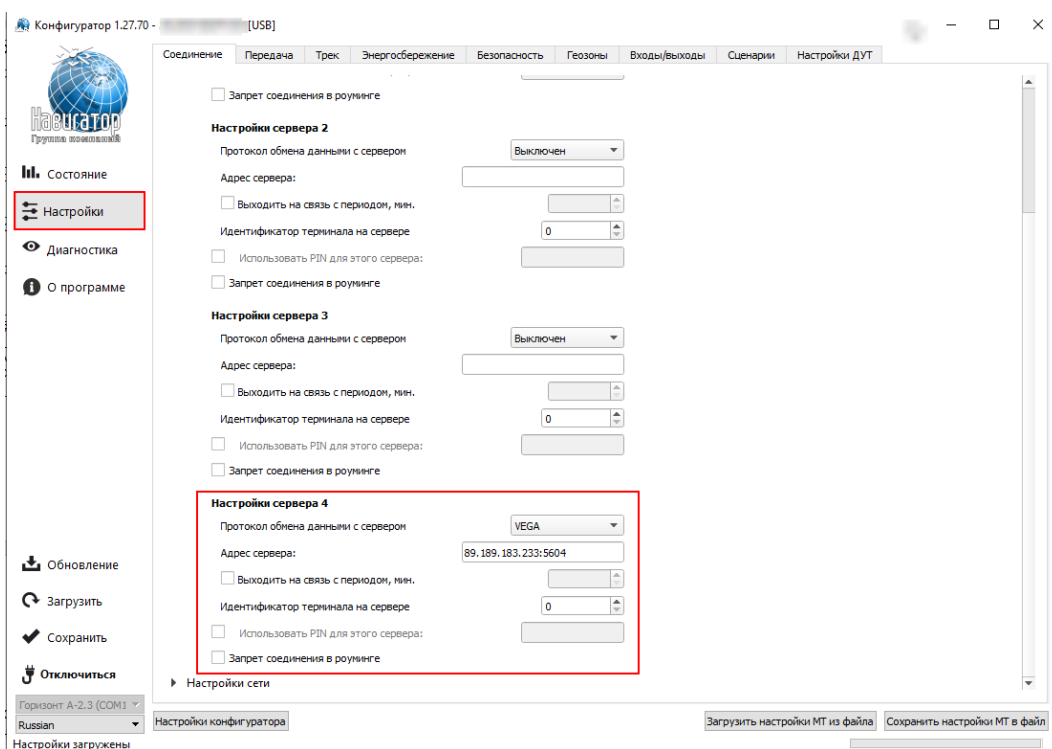 Конфигуратор 1.27.70 - [USB]
Соединение Передача Трек Энергосбережение Безопасность Геозоны Входы/выходы Сценарии Настройки ДУТ
Навигатор
Группа компаний
Состояние
Настройки
Диагностика
О программе
Запрет соединения в роуминге
Настройки сервера 2
Протокол обмена данными с сервером Выключен
Адрес сервера:
Выходить на связь с периодом, мин.
Идентификатор терминала на сервере 0
Использовать PIN для этого сервера:
Запрет соединения в роуминге
Настройки сервера 3
Протокол обмена данными с сервером Выключен
Адрес сервера:
Выходить на связь с периодом, мин.
Идентификатор терминала на сервере 0
Использовать PIN для этого сервера:
Запрет соединения в роуминге
Настройки сервера 4
Протокол обмена данными с сервером VEGA
Адрес сервера: 89.189.183.233:5604
Выходить на связь с периодом, мин.
Идентификатор терминала на сервере 0
Использовать PIN для этого сервера:
Запрет соединения в роуминге
Настройки сети
Обновление
Загрузить
Сохранить
Отключиться
Горизонт А-2.3 (COM1
Russian
Настройки конфигуратора Загрузить настройки МТ из файла Сохранить настройки МТ в файл
Настройки загружены